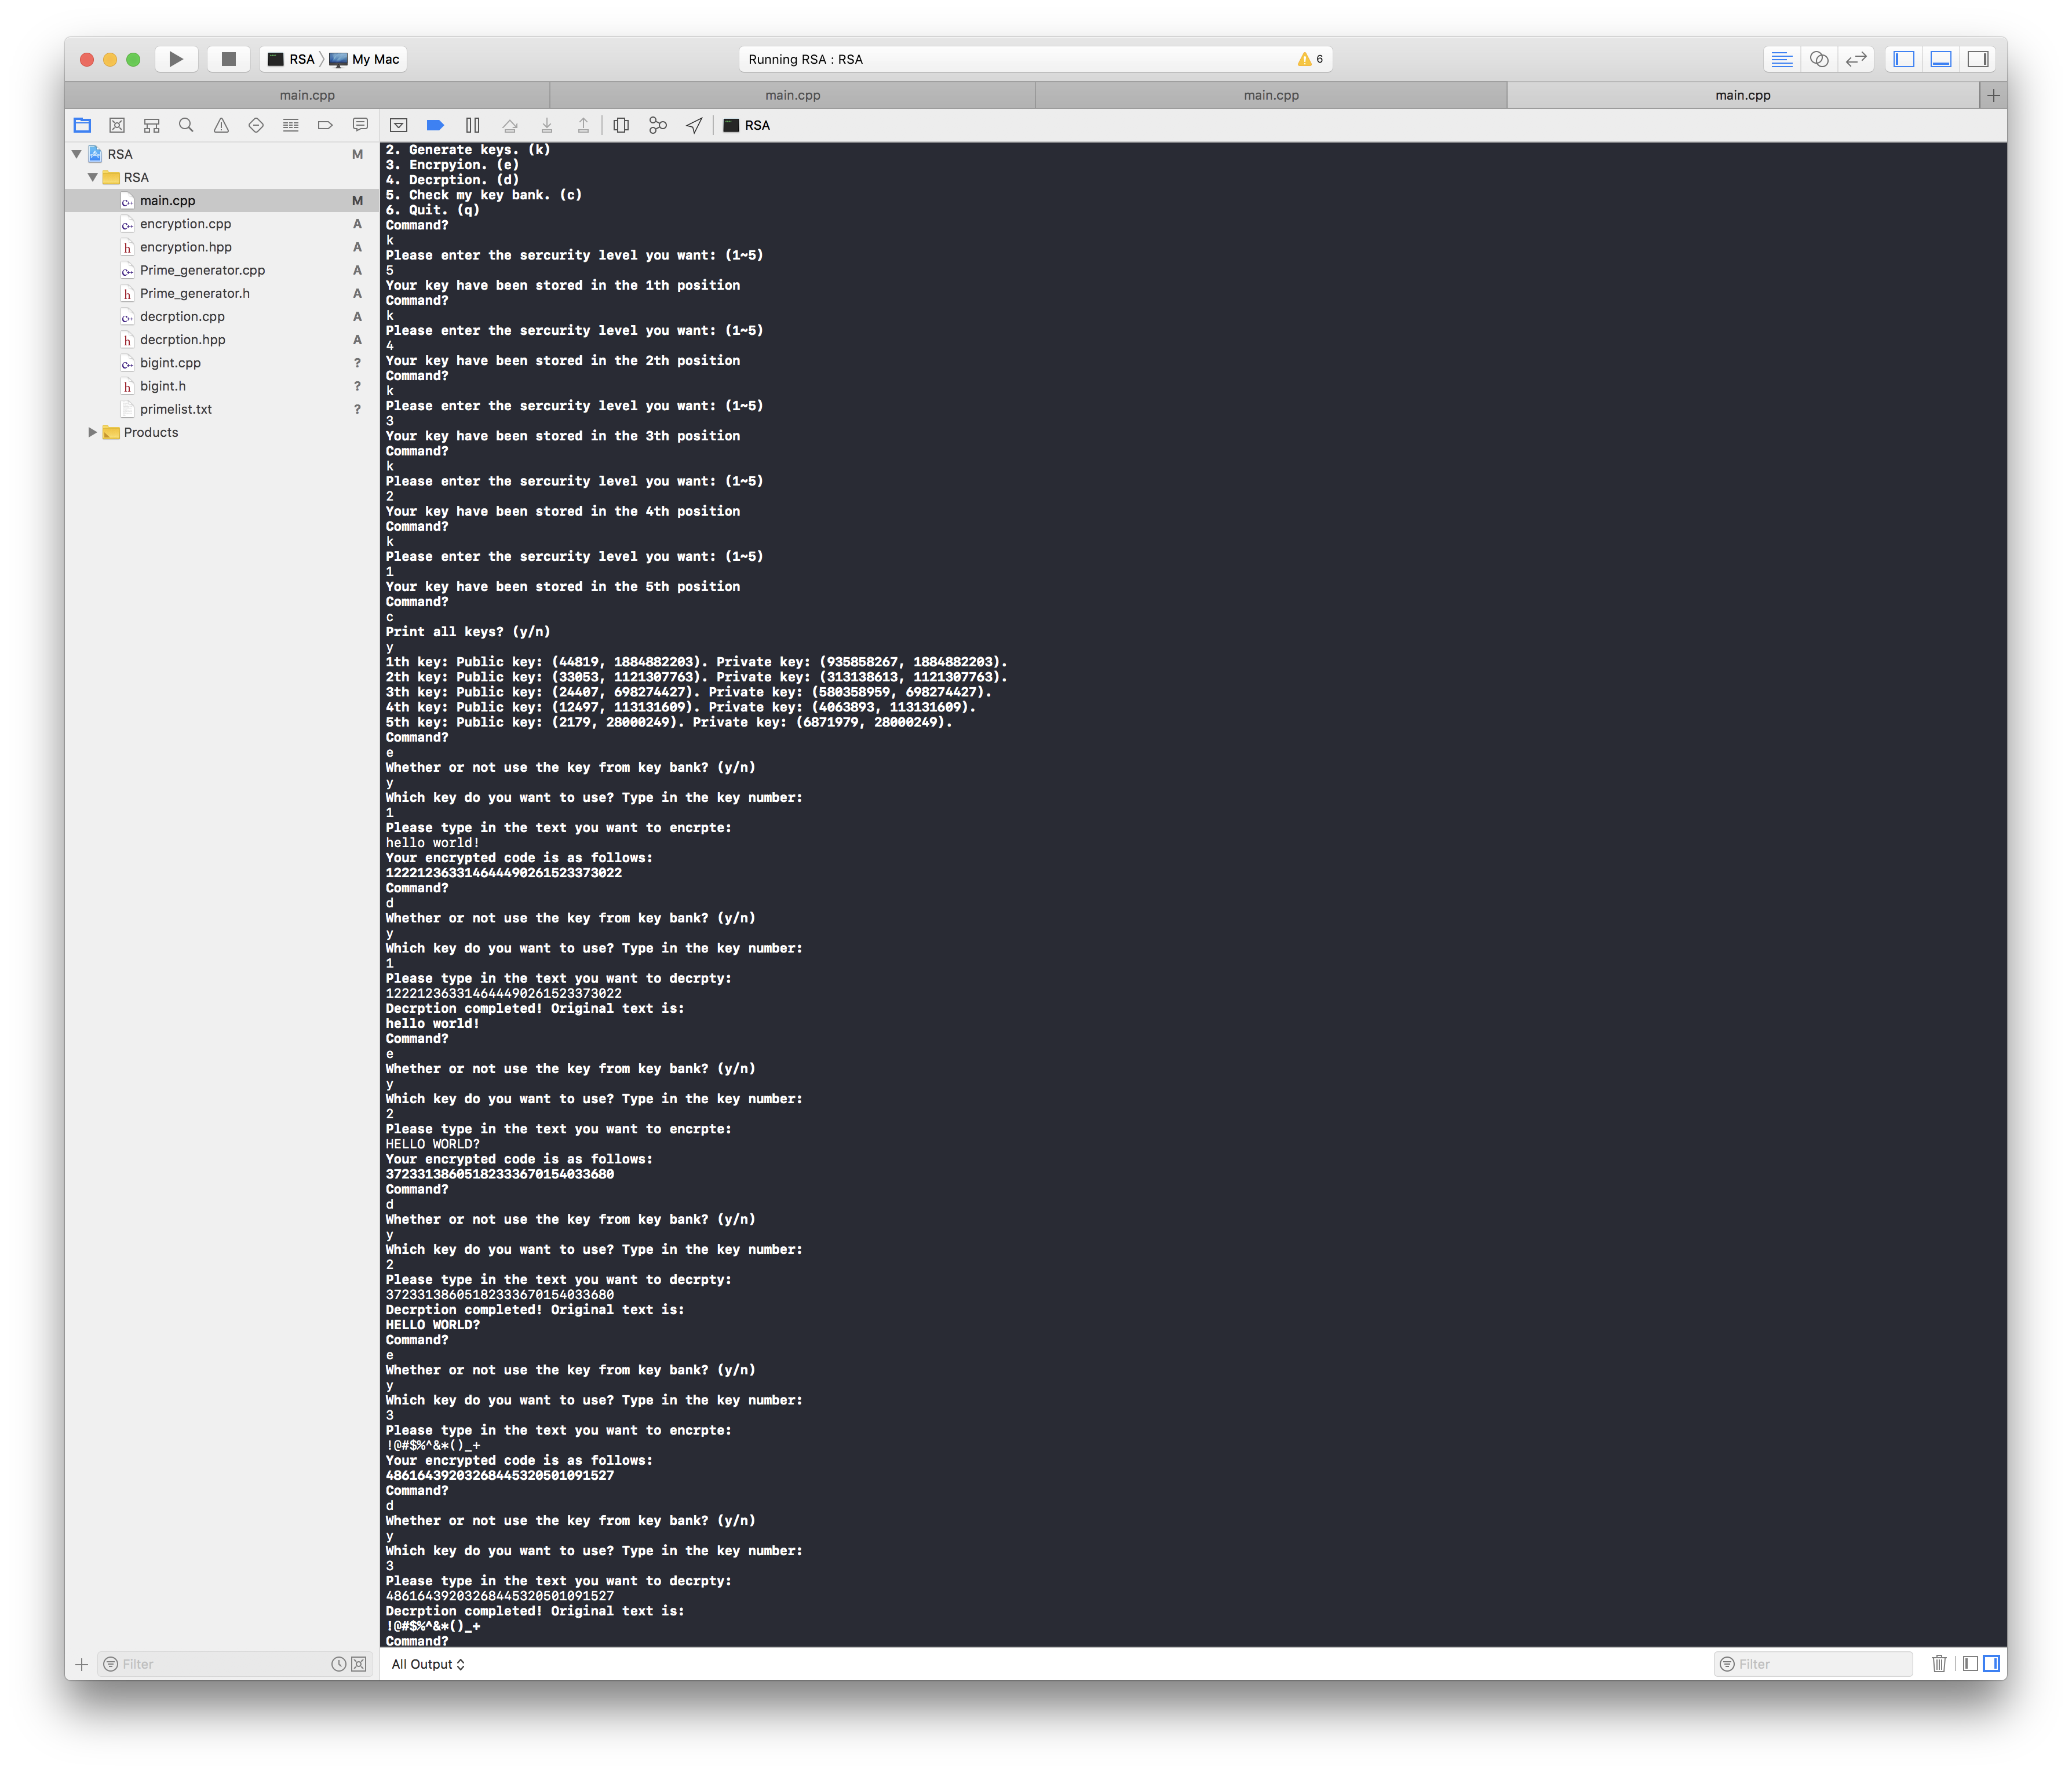 RSA
My Mac
Running RSA : RSA
6
main.cpp
main.cpp
main.cpp
main.cpp
RSA
RSA M
RSA
main.cpp M
encryption.cpp A
encryption.hpp A
Prime_generator.cpp A
Prime_generator.h A
decrption.cpp A
decrption.hpp A
bigint.cpp ?
bigint.h ?
primelist.txt ?
Products
2. Generate keys. (k)
3. Encrpyion. (e)
4. Decrption. (d)
5. Check my key bank. (c)
6. Quit. (q)
Command?
k
Please enter the sercurity level you want: (1~5)
5
Your key have been stored in the 1th position
Command?
k
Please enter the sercurity level you want: (1~5)
4
Your key have been stored in the 2th position
Command?
k
Please enter the sercurity level you want: (1~5)
3
Your key have been stored in the 3th position
Command?
k
Please enter the sercurity level you want: (1~5)
2
Your key have been stored in the 4th position
Command?
k
Please enter the sercurity level you want: (1~5)
1
Your key have been stored in the 5th position
Command?
c
Print all keys? (y/n)
y
1th key: Public key: (44819, 1884882203). Private key: (935858267, 1884882203).
2th key: Public key: (33053, 1121307763). Private key: (313138613, 1121307763).
3th key: Public key: (24407, 698274427). Private key: (580358959, 698274427).
4th key: Public key: (12497, 113131609). Private key: (4063893, 113131609).
5th key: Public key: (2179, 28000249). Private key: (6871979, 28000249).
Command?
e
Whether or not use the key from key bank? (y/n)
y
Which key do you want to use? Type in the key number:
1
Please type in the text you want to encrpte:
hello world!
Your encrypted code is as follows:
122212363314644490261523373022
Command?
d
Whether or not use the key from key bank? (y/n)
y
Which key do you want to use? Type in the key number:
1
Please type in the text you want to decrpty:
122212363314644490261523373022
Decrption completed! Original text is:
hello world!
Command?
e
Whether or not use the key from key bank? (y/n)
y
Which key do you want to use? Type in the key number:
2
Please type in the text you want to encrpte:
HELLO WORLD?
Your encrypted code is as follows:
37233138605182333670154033680
Command?
d
Whether or not use the key from key bank? (y/n)
y
Which key do you want to use? Type in the key number:
2
Please type in the text you want to decrpty:
37233138605182333670154033680
Decrption completed! Original text is:
HELLO WORLD?
Command?
e
Whether or not use the key from key bank? (y/n)
y
Which key do you want to use? Type in the key number:
3
Please type in the text you want to encrpte:
!@#$%^&*()_+
Your encrypted code is as follows:
48616439203268445320501091527
Command?
d
Whether or not use the key from key bank? (y/n)
y
Which key do you want to use? Type in the key number:
3
Please type in the text you want to decrpty:
48616439203268445320501091527
Decrption completed! Original text is:
!@#$%^&*()_+
Command?
Filter
All Output
Filter